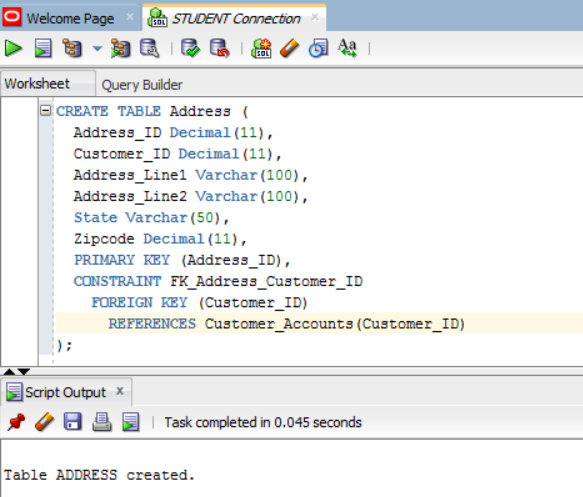 Welcome Page × STUDENT Connection ×
SQL Aa
Worksheet Query Builder
CREATE TABLE Address (
Address_ID Decimal(11),
Customer_ID Decimal(11),
Address_Line1 Varchar(100),
Address_Line2 Varchar(100),
State Varchar(50),
Zipcode Decimal(11),
PRIMARY KEY (Address_ID),
CONSTRAINT FK_Address_Customer_ID
FOREIGN KEY (Customer_ID)
REFERENCES Customer_Accounts(Customer_ID)
);
Script Output ×
Task completed in 0.045 seconds
Table ADDRESS created.